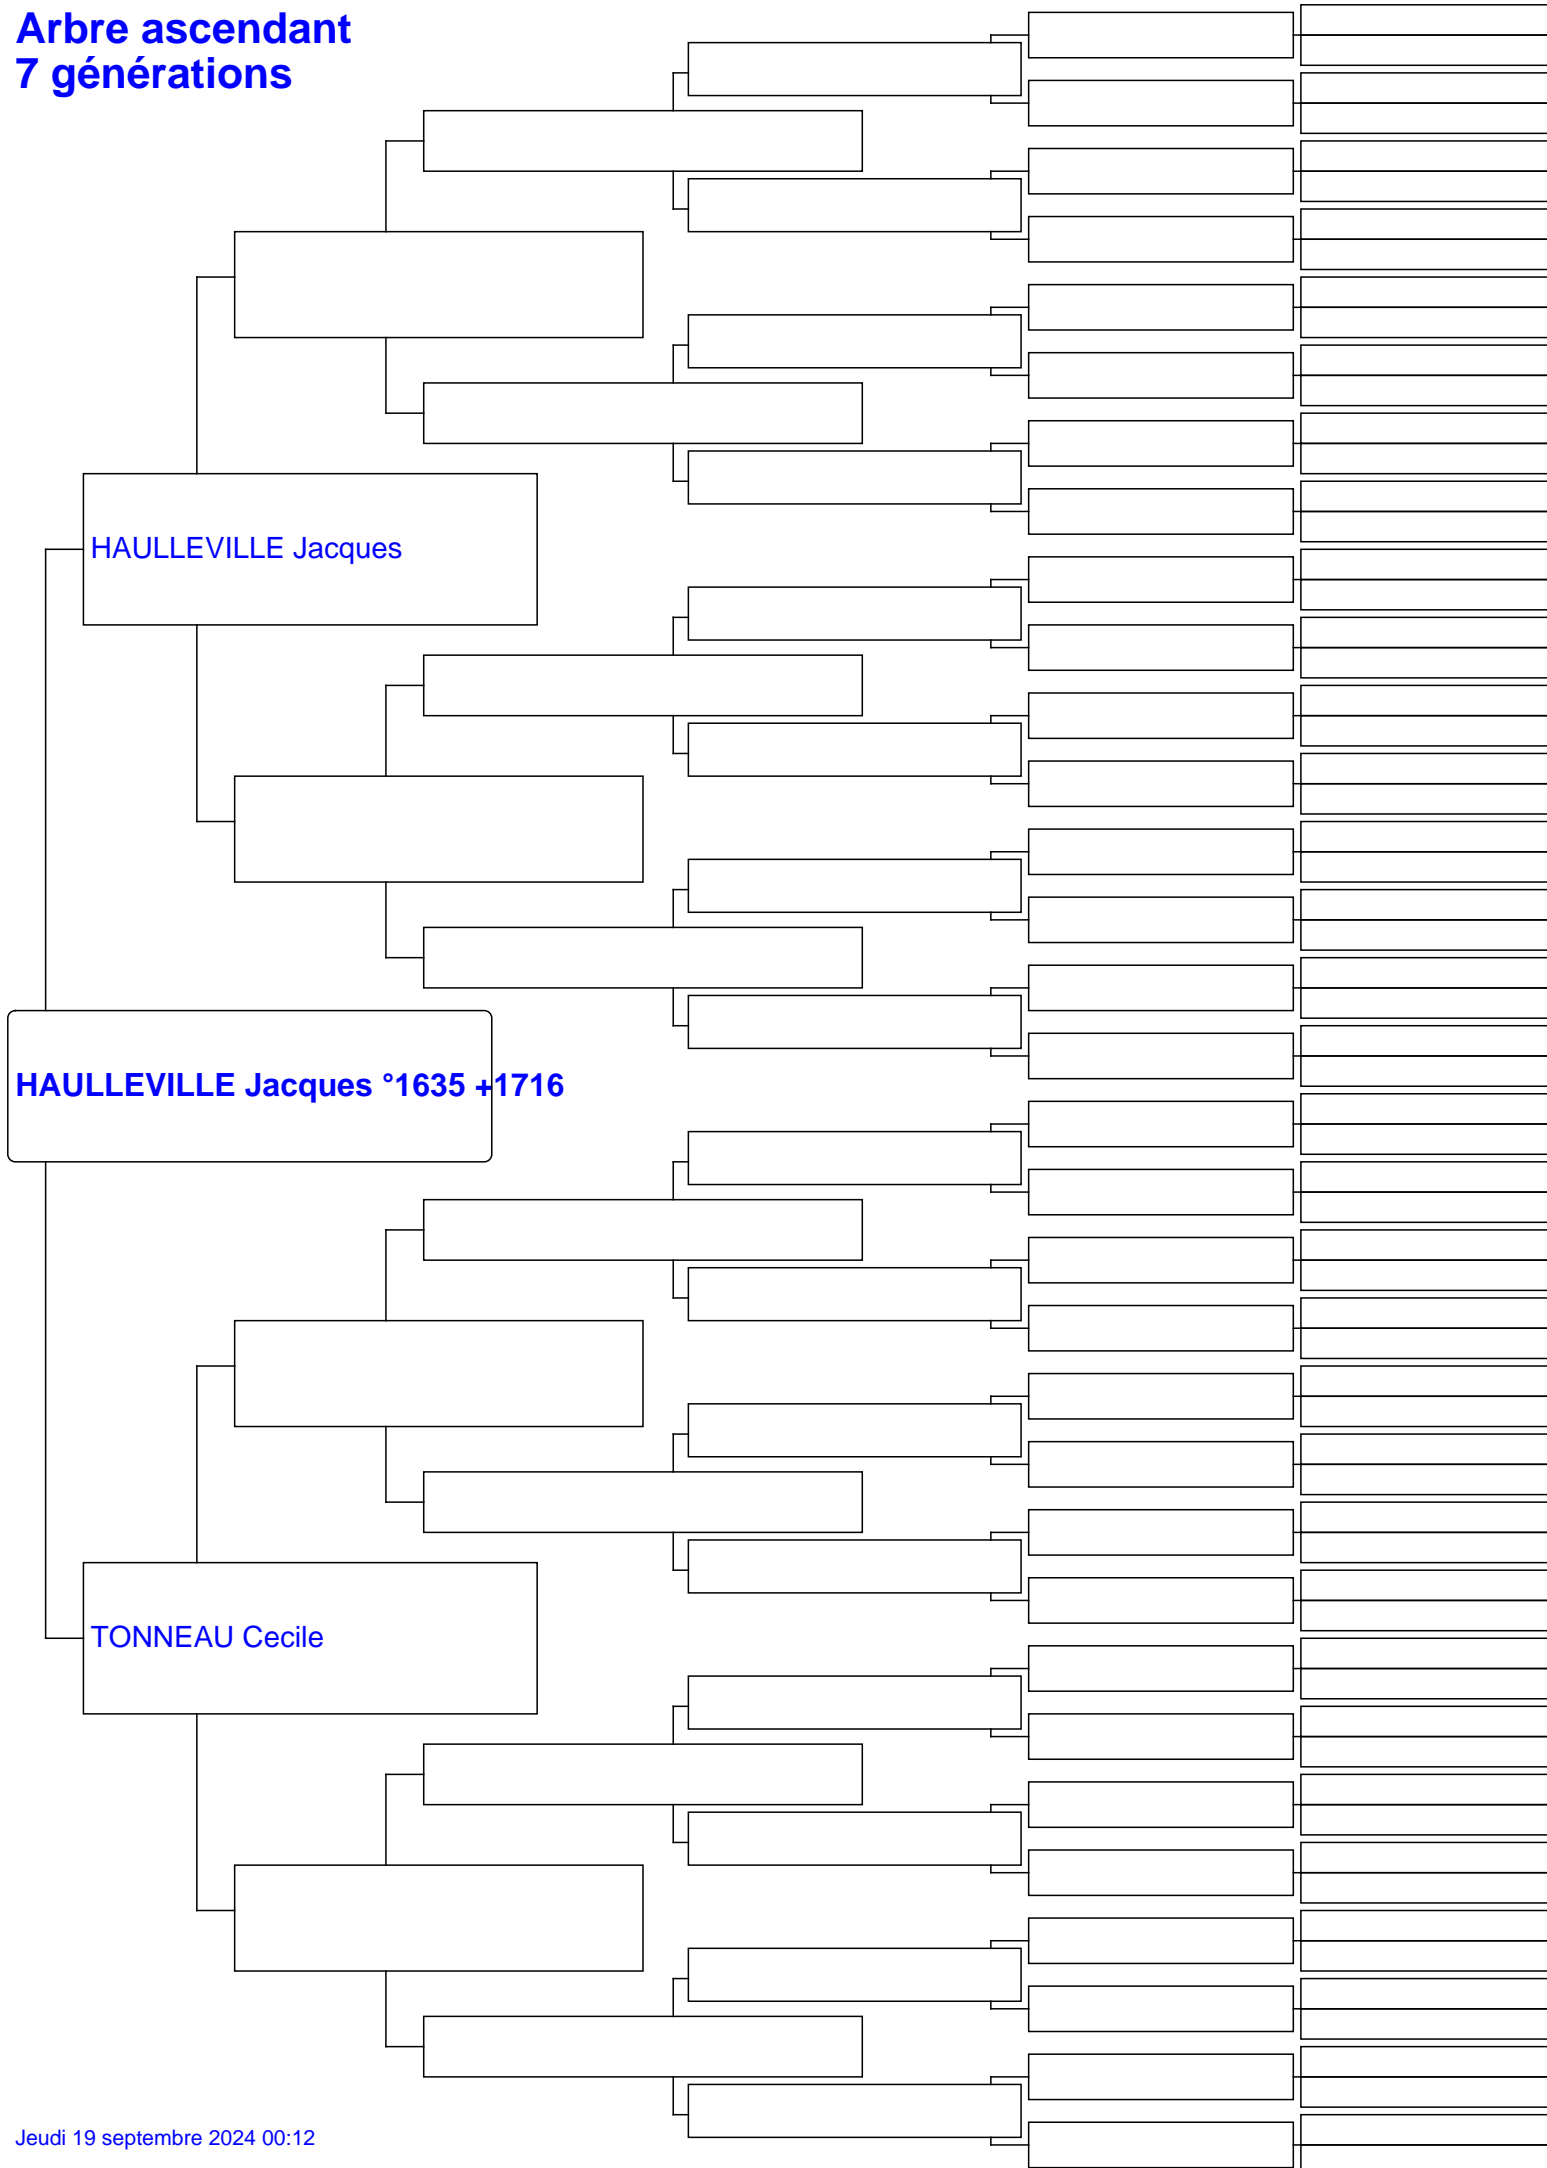 Arbre ascendant
7 générations
HAULLEVILLE Jacques
HAULLEVILLE Jacques °1635 +1716
TONNEAU Cecile
Jeudi 19 septembre 2024 00:12